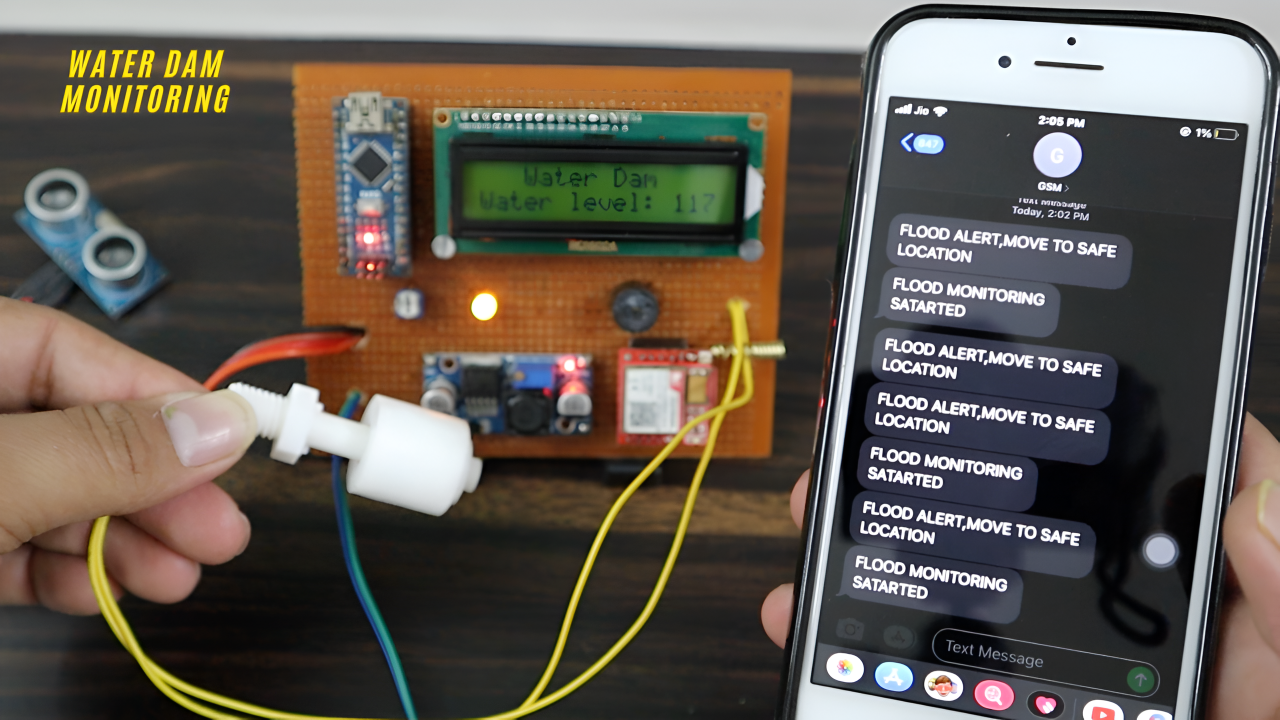 WATER DAM
MONITORING
Water Dam
Water level: 117
Jio
2:05 PM
1%
847
G
GSM
Text Message
Today, 2:02 PM
FLOOD ALERT,MOVE TO SAFE
LOCATION
FLOOD MONITORING
SATARTED
FLOOD ALERT,MOVE TO SAFE
LOCATION
FLOOD ALERT,MOVE TO SAFE
LOCATION
FLOOD MONITORING
SATARTED
FLOOD ALERT,MOVE TO SAFE
LOCATION
FLOOD MONITORING
SATARTED
Text Message